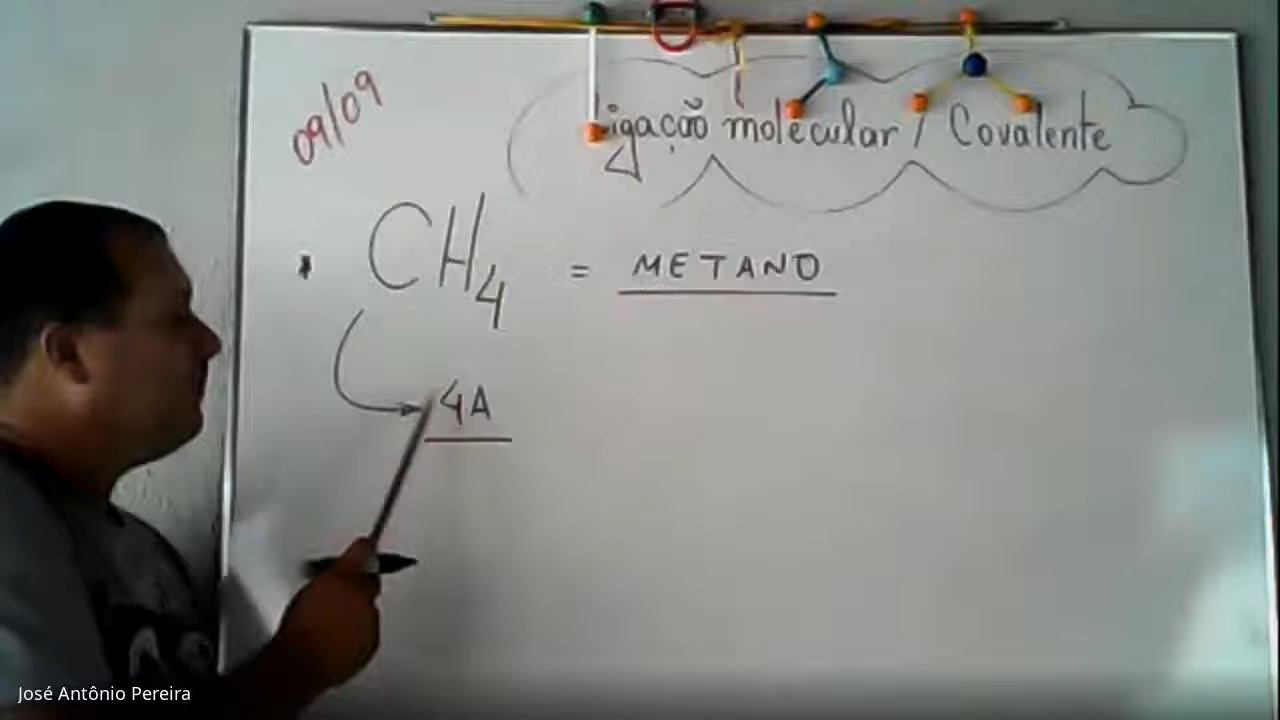 09/09
Ligação molecular / Covalente
CH4 = METANO
4A
José Antônio Pereira